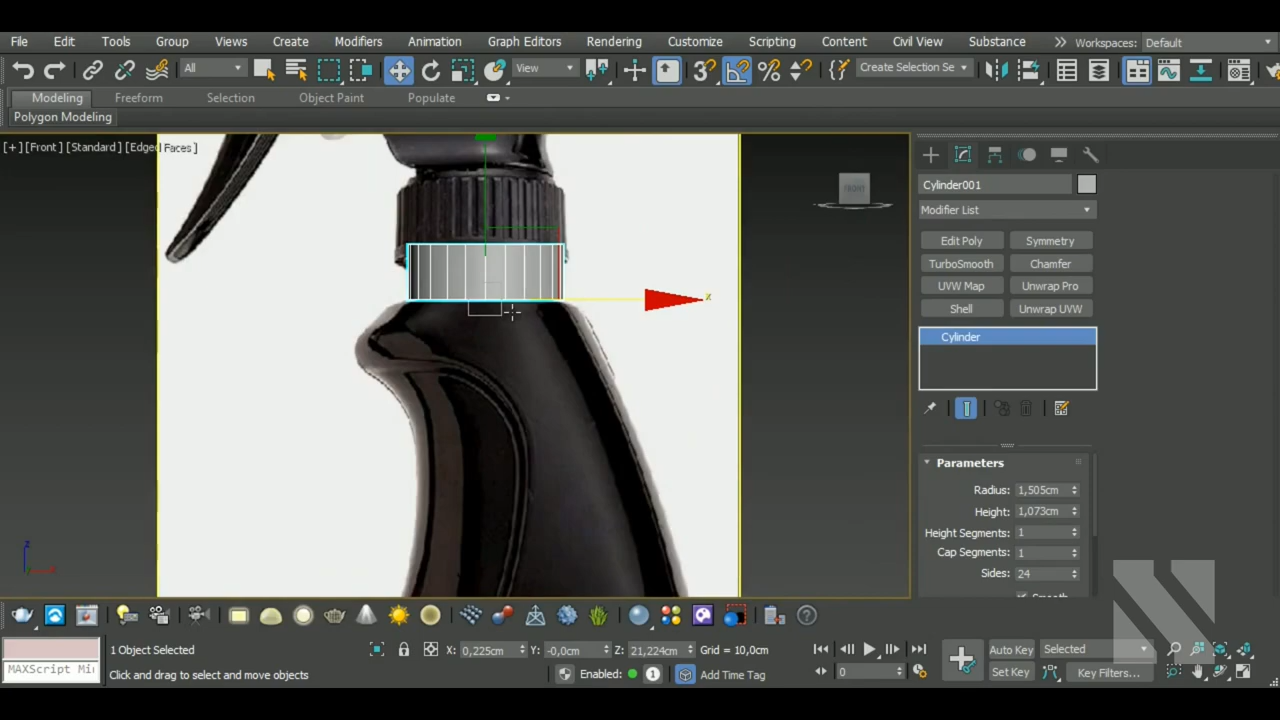 File Edit Tools Group Views Create Modifiers Animation Graph Editors Rendering Customize Scripting Content Civil View Substance Workspaces: Default
All View Create Selection Se
Modeling Freeform Selection Object Paint Populate
Polygon Modeling
[+] [Front] [Standard] [Edged Faces]
FRONT
x
Cylinder001
Modifier List
Edit Poly Symmetry
TurboSmooth Chamfer
UVW Map Unwrap Pro
Shell Unwrap UVW
Cylinder
Parameters
Radius: 1,505cm
Height: 1,073cm
Height Segments: 1
Cap Segments: 1
Sides: 24
Smooth
1 Object Selected X: 0,225cm Y: -0,0cm Z: 21,224cm Grid = 10,0cm Auto Key Selected
MAXScript Mi Click and drag to select and move objects Enabled: 1 Add Time Tag 0 Set Key Key Filters...